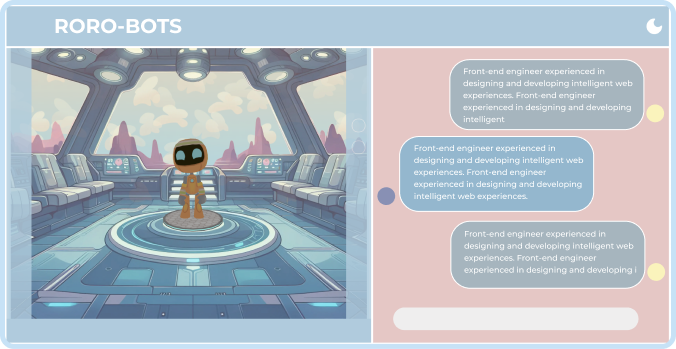 RORO-BOTS
Front-end engineer experienced in
designing and developing intelligent web
experiences. Front-end engineer
experienced in designing and developing
intelligent
Front-end engineer experienced in
designing and developing intelligent web
experiences. Front-end engineer
experienced in designing and developing
intelligent web experiences.
Front-end engineer experienced in
designing and developing intelligent web
experiences. Front-end engineer
experienced in designing and developing i